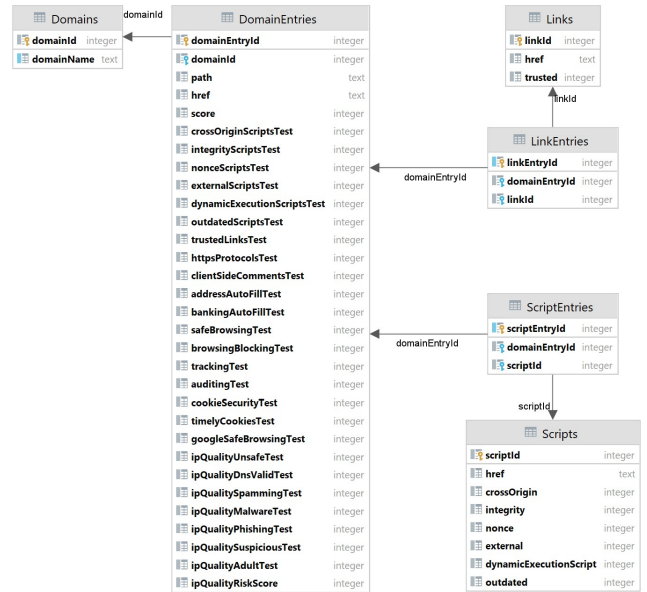 Domains
domainId integer
domainName text
domainId
DomainEntries
domainEntryId integer
domainId integer
path text
href text
score integer
crossOriginScriptsTest integer
integrityScriptsTest integer
nonceScriptsTest integer
externalScriptsTest integer
dynamicExecutionScriptsTest integer
outdatedScriptsTest integer
trustedLinksTest integer
httpsProtocolsTest integer
clientSideCommentsTest integer
addressAutoFillTest integer
bankingAutoFillTest integer
safeBrowsingTest integer
browsingBlockingTest integer
trackingTest integer
auditingTest integer
cookieSecurityTest integer
timelyCookiesTest integer
googleSafeBrowsingTest integer
ipQualityUnsafeTest integer
ipQualityDnsValidTest integer
ipQualitySpammingTest integer
ipQualityMalwareTest integer
ipQualityPhishingTest integer
ipQualitySuspiciousTest integer
ipQualityAdultTest integer
ipQualityRiskScore integer
Links
linkId integer
href text
trusted integer
linkId
LinkEntries
linkEntryId integer
domainEntryId integer
linkId integer
domainEntryId
ScriptEntries
scriptEntryId integer
domainEntryId integer
scriptId integer
domainEntryId
scriptId
Scripts
scriptId integer
href text
crossOrigin integer
integrity integer
nonce integer
external integer
dynamicExecutionScript integer
outdated integer